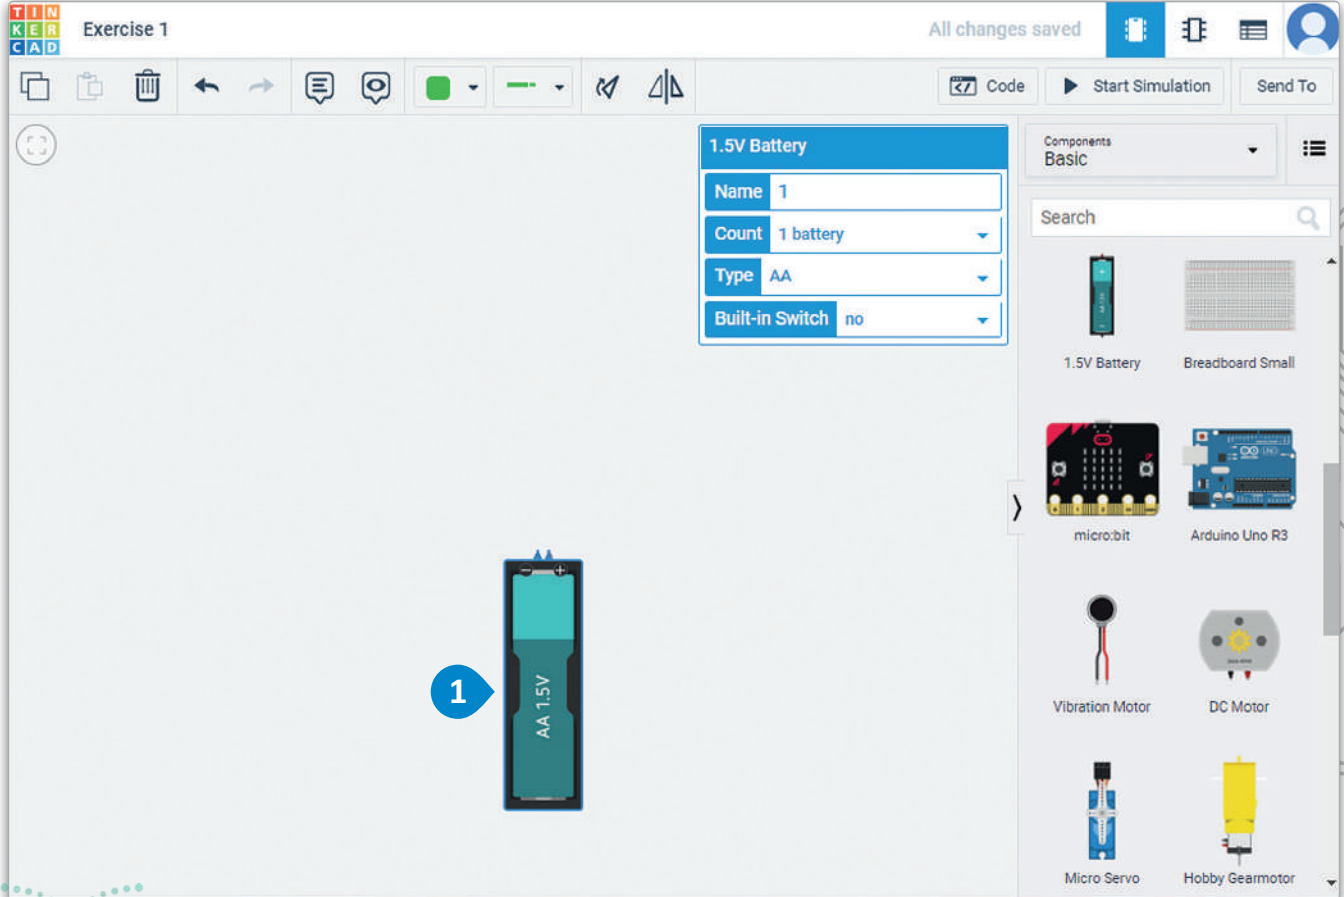 TIN
KER
CAD
Exercise 1
All changes saved
Code
Start Simulation
Send To
1.5V Battery
Name 1
Count 1 battery
Type AA
Built-in Switch no
Components
Basic
Search
1.5V Battery
Breadboard Small
micro:bit
Arduino Uno R3
Vibration Motor
DC Motor
Micro Servo
Hobby Gearmotor
1
AA 1.5V